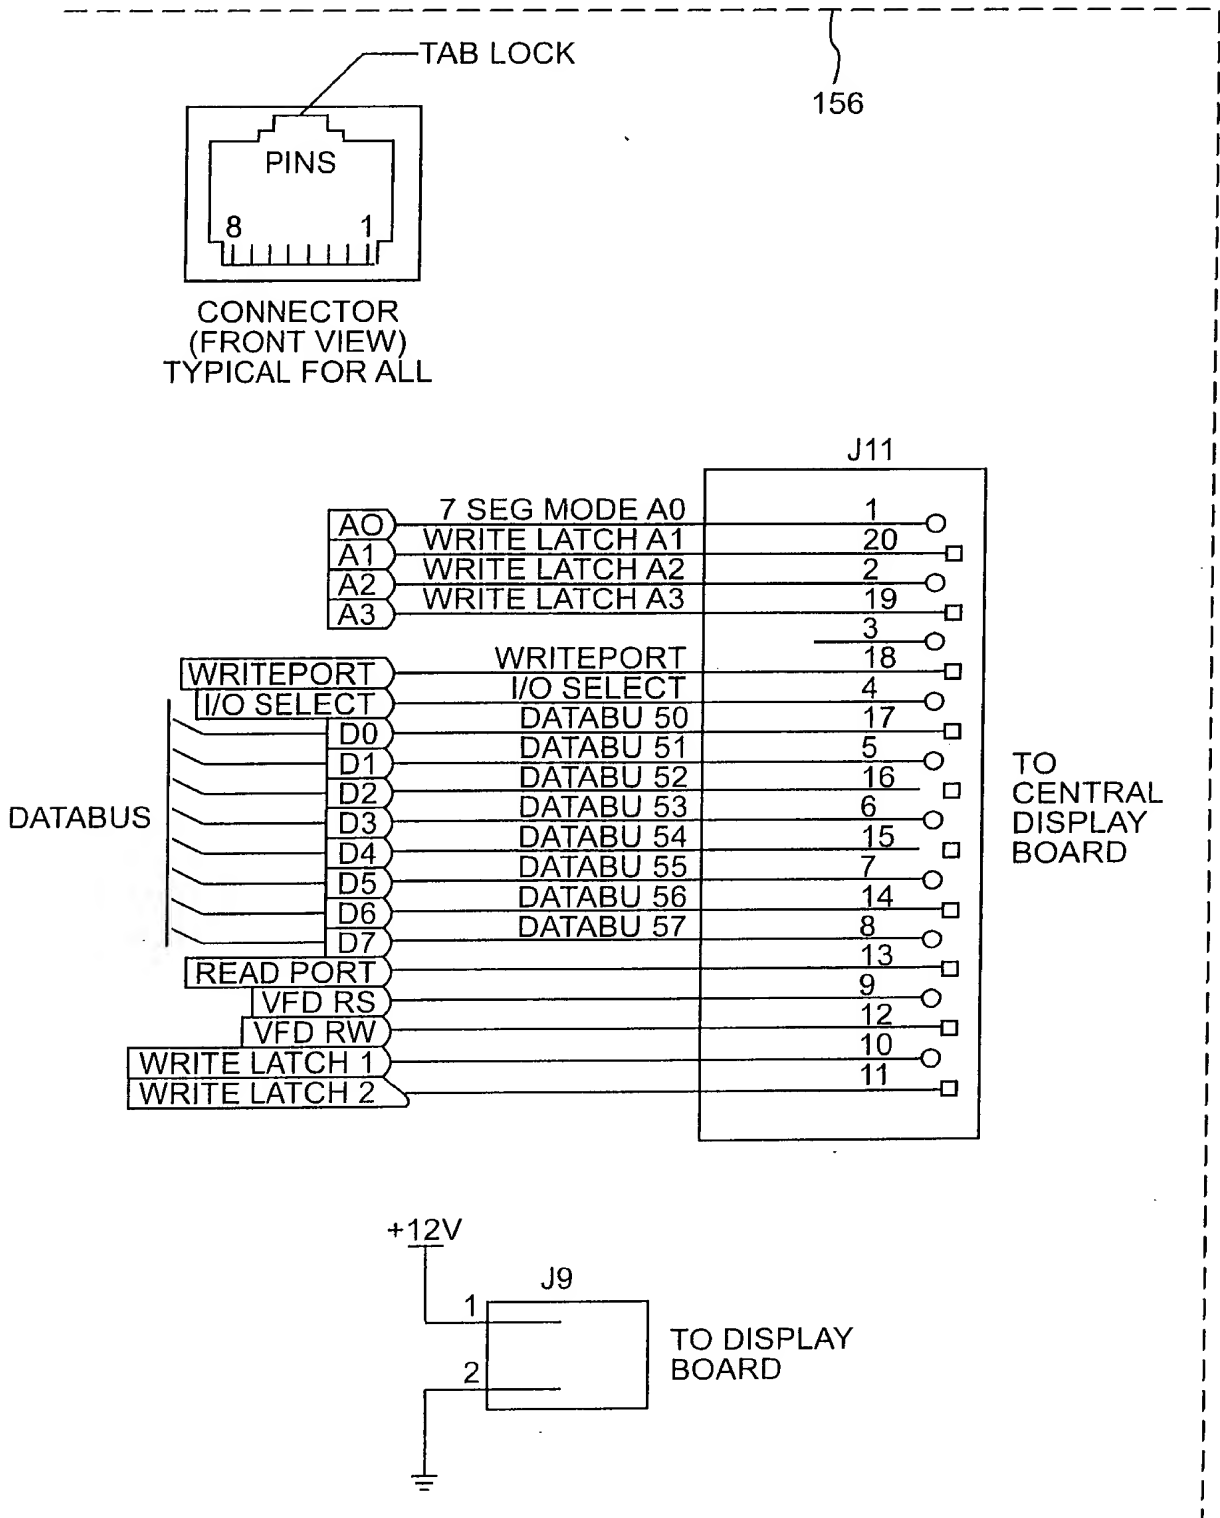 TAB LOCK
156
PINS
8 1
CONNECTOR
(FRONT VIEW)
TYPICAL FOR ALL
J11
AO 7 SEG MODE A0 1
A1 WRITE LATCH A1 20
A2 WRITE LATCH A2 2
A3 WRITE LATCH A3 19
3
WRITEPORT WRITEPORT 18
I/O SELECT I/O SELECT 4
D0 DATABU 50 17
D1 DATABU 51 5
D2 DATABU 52 16
D3 DATABU 53 6
D4 DATABU 54 15
D5 DATABU 55 7
D6 DATABU 56 14
D7 DATABU 57 8
READ PORT 13
VFD RS 9
VFD RW 12
WRITE LATCH 1 10
WRITE LATCH 2 11
DATABUS
TO
CENTRAL
DISPLAY
BOARD
+12V
J9
1
2
TO DISPLAY
BOARD